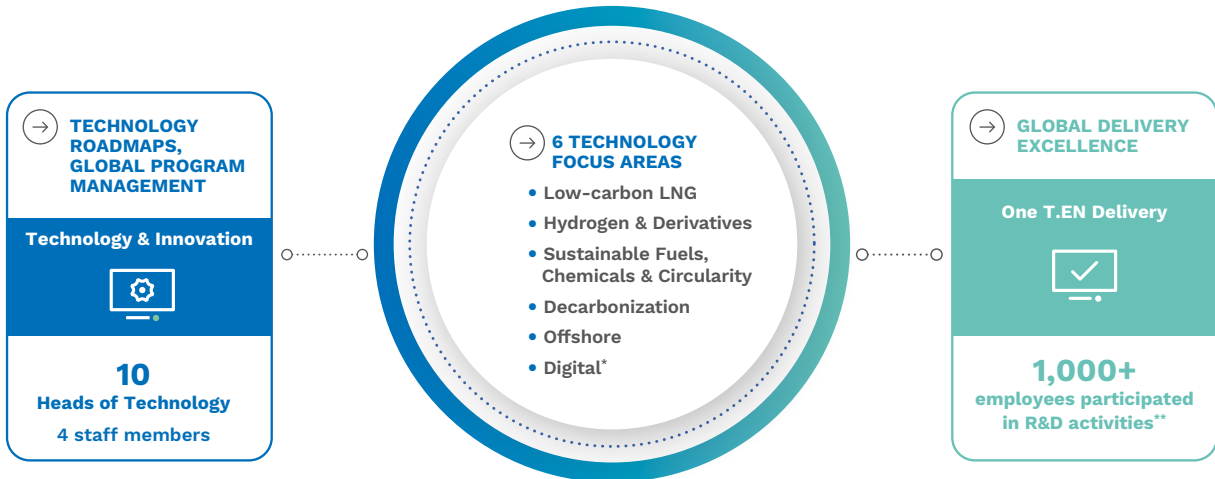 TECHNOLOGY
ROADMAPS,
GLOBAL PROGRAM
MANAGEMENT
Technology & Innovation
10
Heads of Technology
4 staff members
6 TECHNOLOGY
FOCUS AREAS
• Low-carbon LNG
• Hydrogen & Derivatives
• Sustainable Fuels,
Chemicals & Circularity
• Decarbonization
• Offshore
• Digital*
GLOBAL DELIVERY
EXCELLENCE
One T.EN Delivery
1,000+
employees participated
in R&D activities**